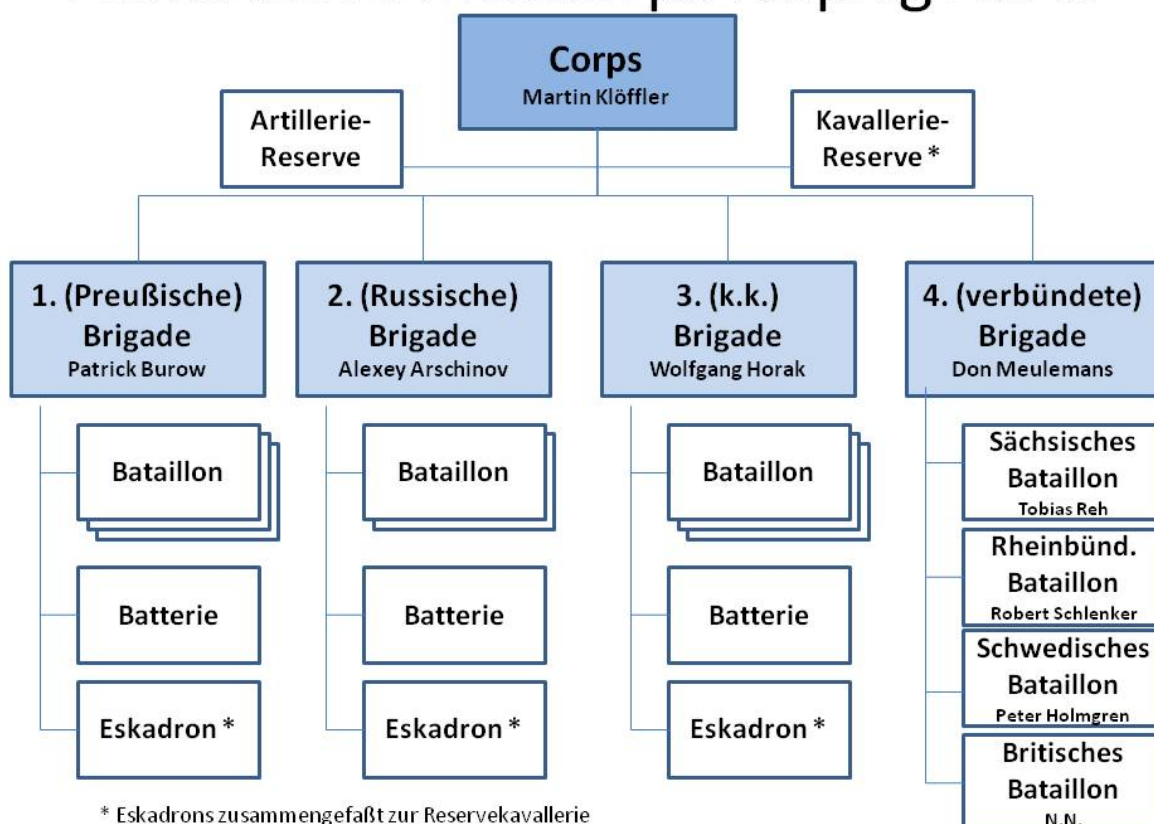 Corps
Martin Klöffler
Artillerie-
Reserve
Kavallerie-
Reserve *
1. (Preußische)
Brigade
Patrick Burow
2. (Russische)
Brigade
Alexey Arschinov
3. (k.k.)
Brigade
Wolfgang Horak
4. (verbündete)
Brigade
Don Meulemans
Bataillon
Batterie
Eskadron *
Bataillon
Batterie
Eskadron *
Bataillon
Batterie
Eskadron *
Sächsisches
Bataillon
Tobias Reh
Rheinbünd.
Bataillon
Robert Schlenker
Schwedisches
Bataillon
Peter Holmgren
Britisches
Bataillon
N.N.
* Eskadrons zusammengefaßt zur Reservekavallerie